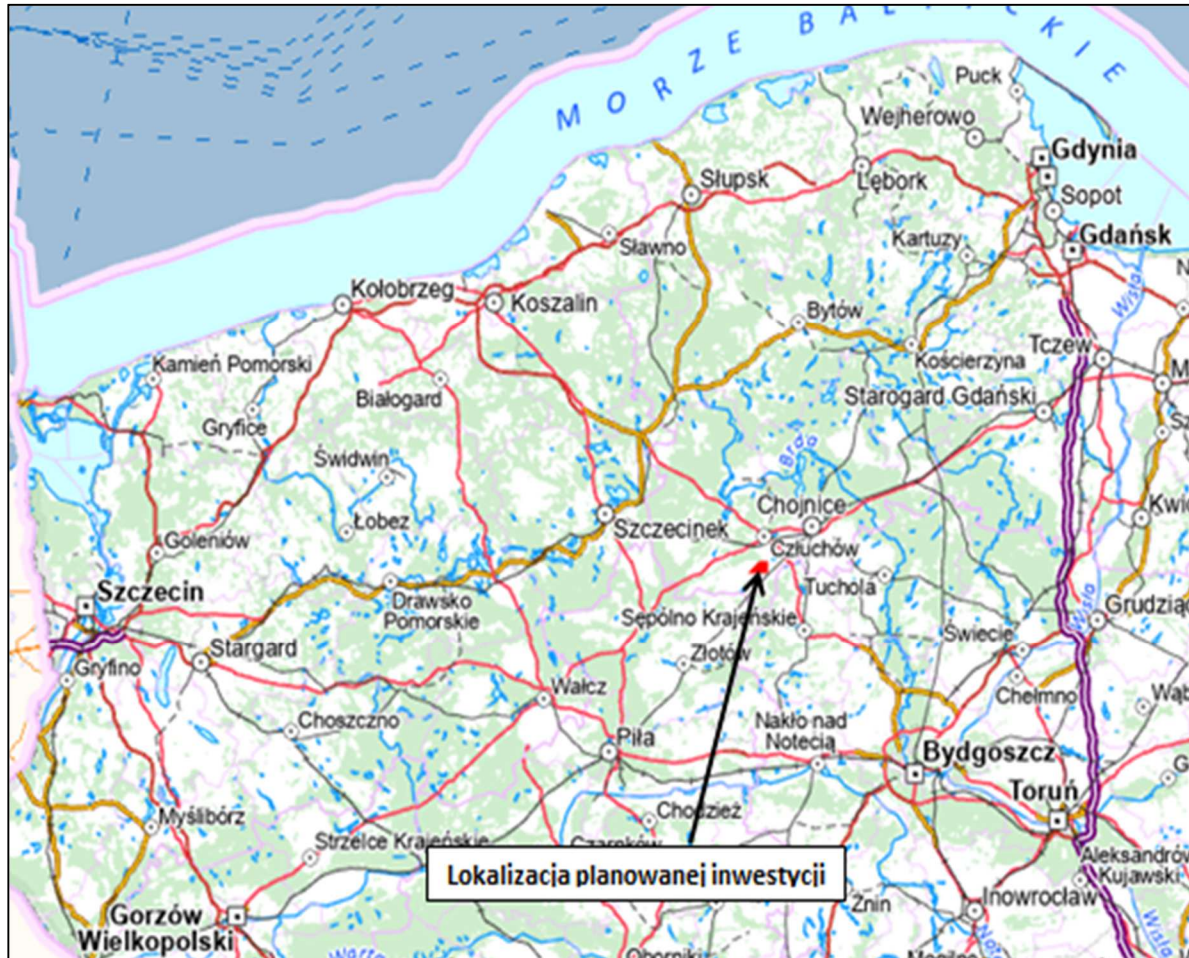 MORZE BAŁTYCKIE
Puck
Wejherowo
Gdynia
Słupsk
Lębork
Sopot
Sławno
Kartuzy
Gdańsk
Kołobrzeg
Koszalin
Wisła
Bytów
Kamień Pomorski
Kościerzyna
Tczew
Białogard
Starogard Gdański
Gryfice
Świdwin
Brda
Chojnice
Łobez
Szczecinek
Goleniów
Człuchów
Tuchola
Szczecin
Drawsko
Pomorskie
Sępólno Krajeńskie
Wisła
Świecie
Stargard
Złotów
Gryfino
Wałcz
Chełmno
Choszczno
Nakło nad
Notecią
Piła
Bydgoszcz
Toruń
Myślibórz
Chodzież
Strzelce Krajeńskie
Lokalizacja planowanej inwestycji
Aleksandrów
Kujawski
Gorzów
Wielkopolski
Żnin
Inowrocław
Wisła